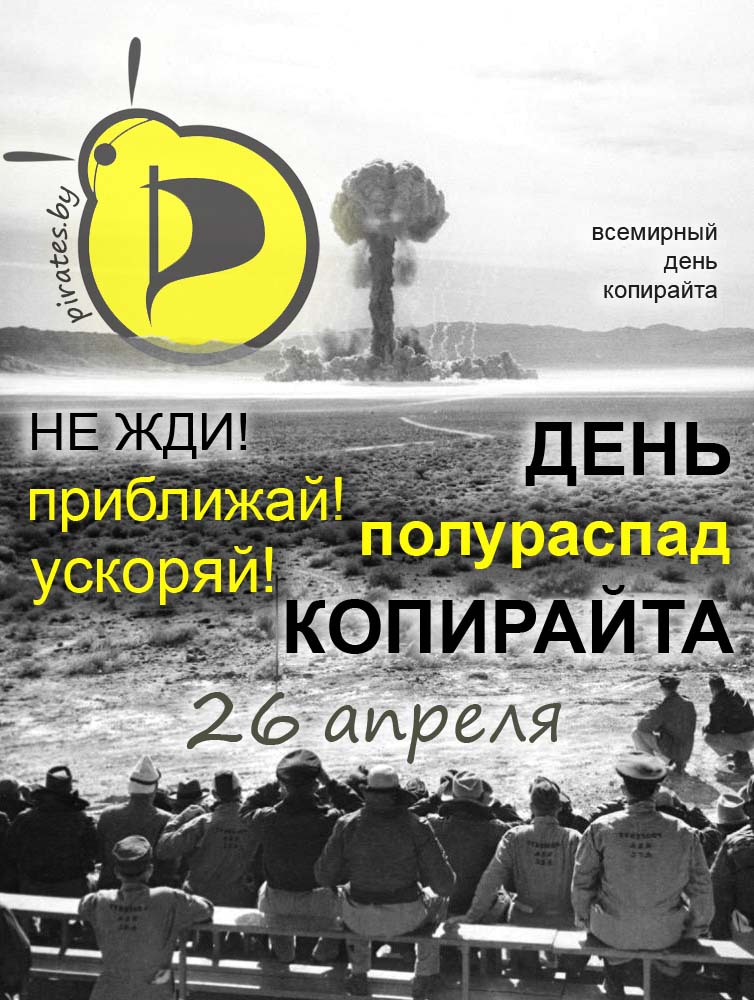 pirates.by
всемирный
день
копирайта
НЕ ЖДИ!
приближай!
ускоряй!
ДЕНЬ
полураспад
КОПИРАЙТА
26 апреля